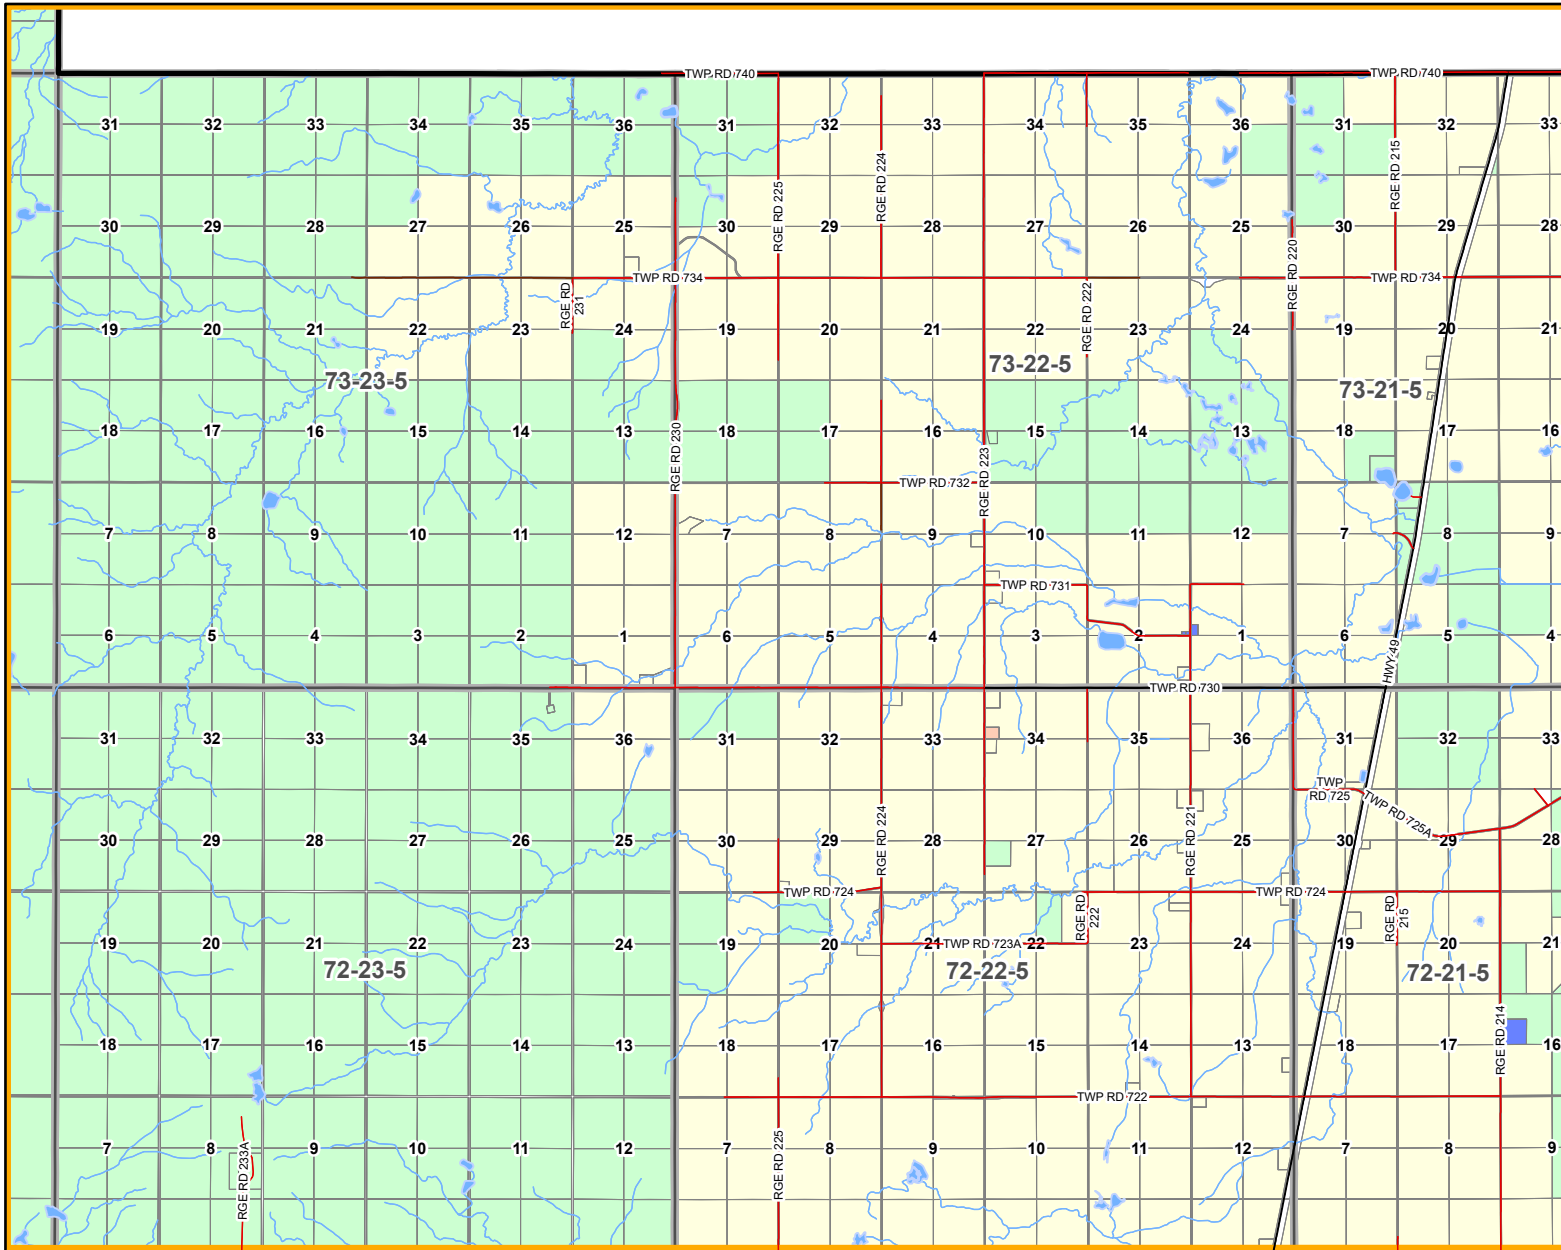 TWP RD 740 TWP RD 740
31 32 33 34 35 36 31 32 33 34 35 36 31 32 33
RGE RD 225
RGE RD 224
RGE RD 215
30 29 28 27 26 25 30 29 28 27 26 25 30 29 28
RGE RD 220
TWP RD 734 TWP RD 734
RGE RD
231
RGE RD 222
19 20 21 22 23 24 19 20 21 22 23 24 19 20 21
73-23-5 73-22-5 73-21-5
18 17 16 15 14 13 18 17 16 15 14 13 18 17 16
RGE RD 230
RGE RD 223
TWP RD 732
7 8 9 10 11 12 7 8 9 10 11 12 7 8 9
TWP RD 731
6 5 4 3 2 1 6 5 4 3 2 1 6 5 4
HWY 49
TWP RD 730
31 32 33 34 35 36 31 32 33 34 35 36 31 32 33
TWP
RD 725
TWP RD 725A
RGE RD 224
RGE RD 221
30 29 28 27 26 25 30 29 28 27 26 25 30 29 28
TWP RD 724 TWP RD 724
RGE RD
222
RGE RD
215
19 20 21 22 23 24 19 20 21 TWP RD 723A 22 23 24 19 20 21
72-23-5 72-22-5 72-21-5
RGE RD 214
18 17 16 15 14 13 18 17 16 15 14 13 18 17 16
TWP RD 722
7 8 9 10 11 12 7 8 9 10 11 12 7 8 9
RGE RD 233A
RGE RD 225